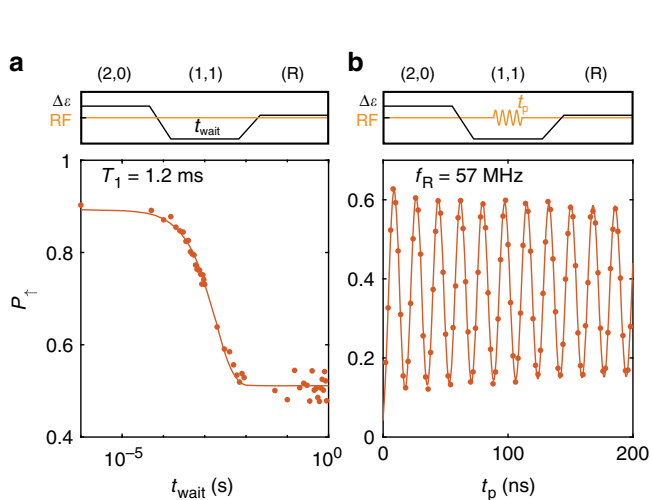 a
(2,0) (1,1) (R)
Δε
RF
t_wait
T_1 = 1.2 ms
1
0.8
0.6
0.4
P_↑
10^−5
10^0
t_wait (s)
b
(2,0) (1,1) (R)
Δε
RF
t_p
f_R = 57 MHz
0.6
0.4
0.2
0
0 100 200
t_p (ns)